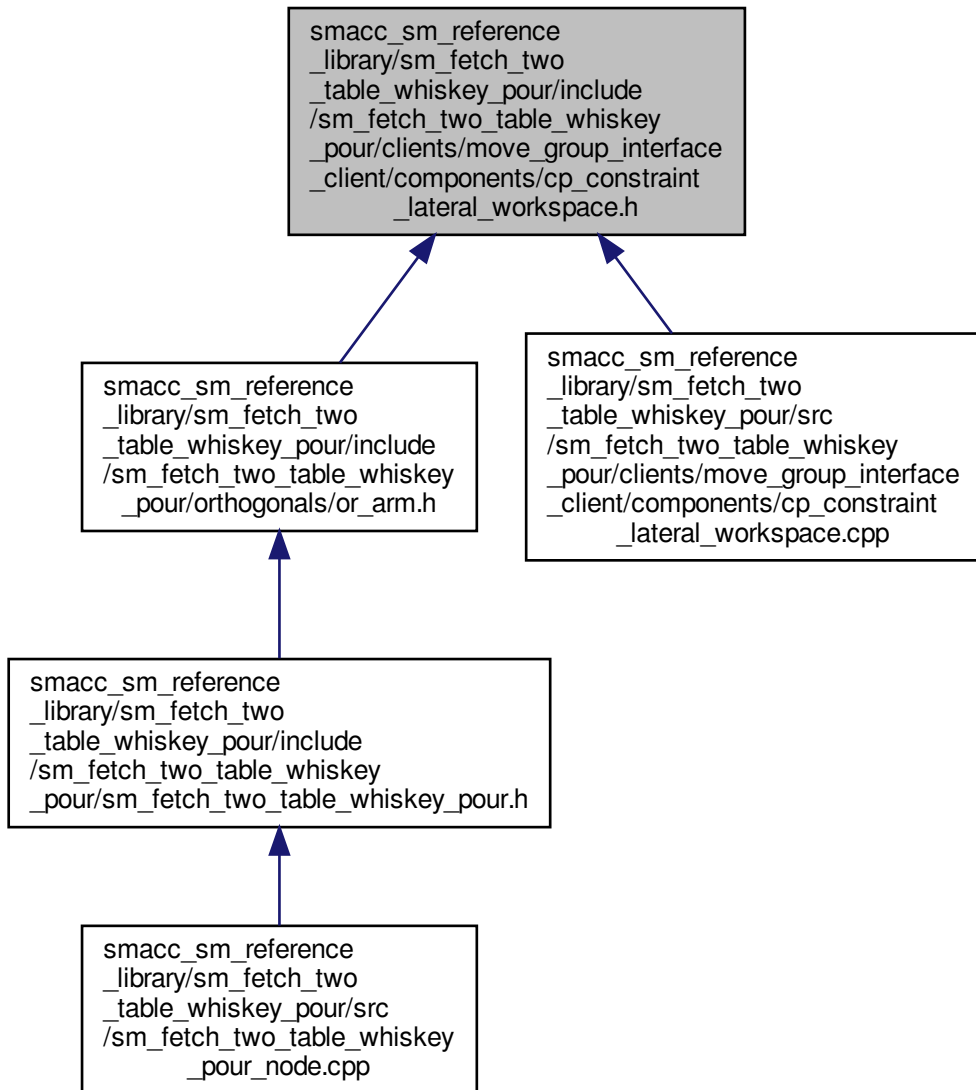 smacc_sm_reference
_library/sm_fetch_two
_table_whiskey_pour/include
/sm_fetch_two_table_whiskey
_pour/clients/move_group_interface
_client/components/cp_constraint
_lateral_workspace.h
smacc_sm_reference
_library/sm_fetch_two
_table_whiskey_pour/include
/sm_fetch_two_table_whiskey
_pour/orthogonals/or_arm.h
smacc_sm_reference
_library/sm_fetch_two
_table_whiskey_pour/src
/sm_fetch_two_table_whiskey
_pour/clients/move_group_interface
_client/components/cp_constraint
_lateral_workspace.cpp
smacc_sm_reference
_library/sm_fetch_two
_table_whiskey_pour/include
/sm_fetch_two_table_whiskey
_pour/sm_fetch_two_table_whiskey_pour.h
smacc_sm_reference
_library/sm_fetch_two
_table_whiskey_pour/src
/sm_fetch_two_table_whiskey
_pour_node.cpp